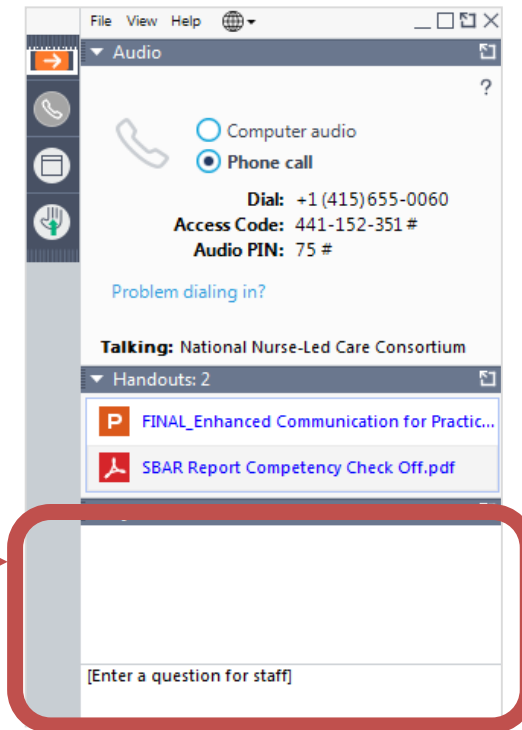 File View Help
Audio
?
Computer audio
Phone call
Dial: +1 (415) 655-0060
Access Code: 441-152-351 #
Audio PIN: 75 #
Problem dialing in?
Talking: National Nurse-Led Care Consortium
Handouts: 2
P FINAL_Enhanced Communication for Practic...
SBAR Report Competency Check Off.pdf
[Enter a question for staff]